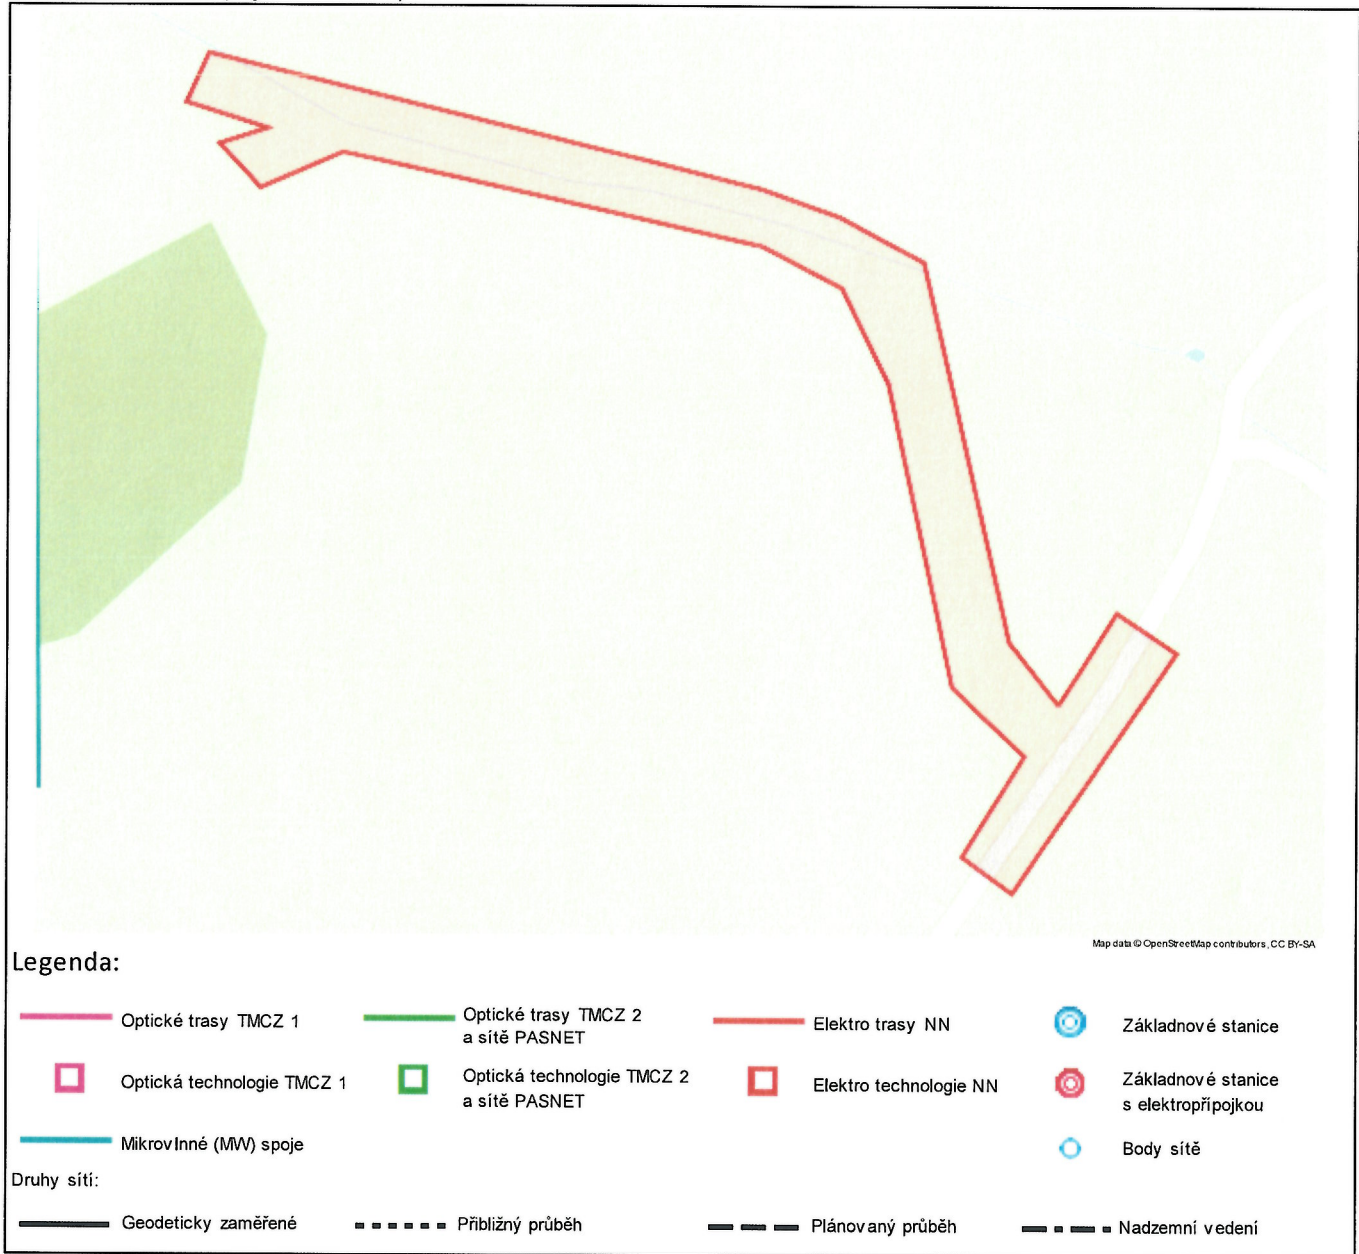 Map data © OpenStreetMap contributors, CC BY-SA
Legenda:
Optické trasy TMCZ 1
Optické trasy TMCZ 2
a sítě PASNET
Elektro trasy NN
Základnové stanice
Optická technologie TMCZ 1
Optická technologie TMCZ 2
a sítě PASNET
Elektro technologie NN
Základnové stanice
s elektropřípojkou
Mikrovlnné (MW) spoje
Body sítě
Druhy sítí:
Geodeticky zaměřené
Přibližný průběh
Plánovaný průběh
Nadzemní vedení